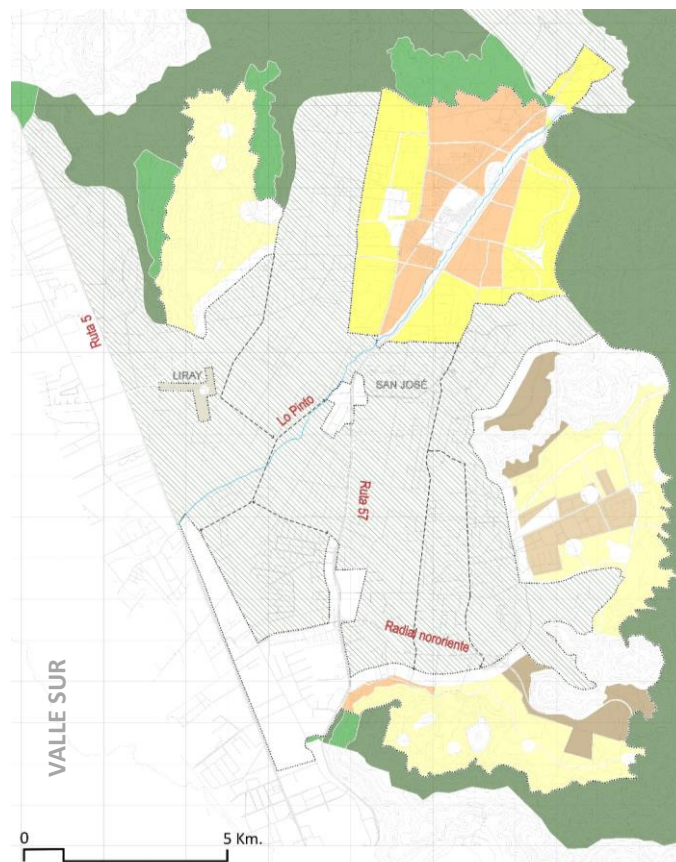 Ruta 5
LIRAY
Lo Pinto
SAN JOSÉ
Ruta 57
Radial nororiente
VALLE SUR
0 5 Km.